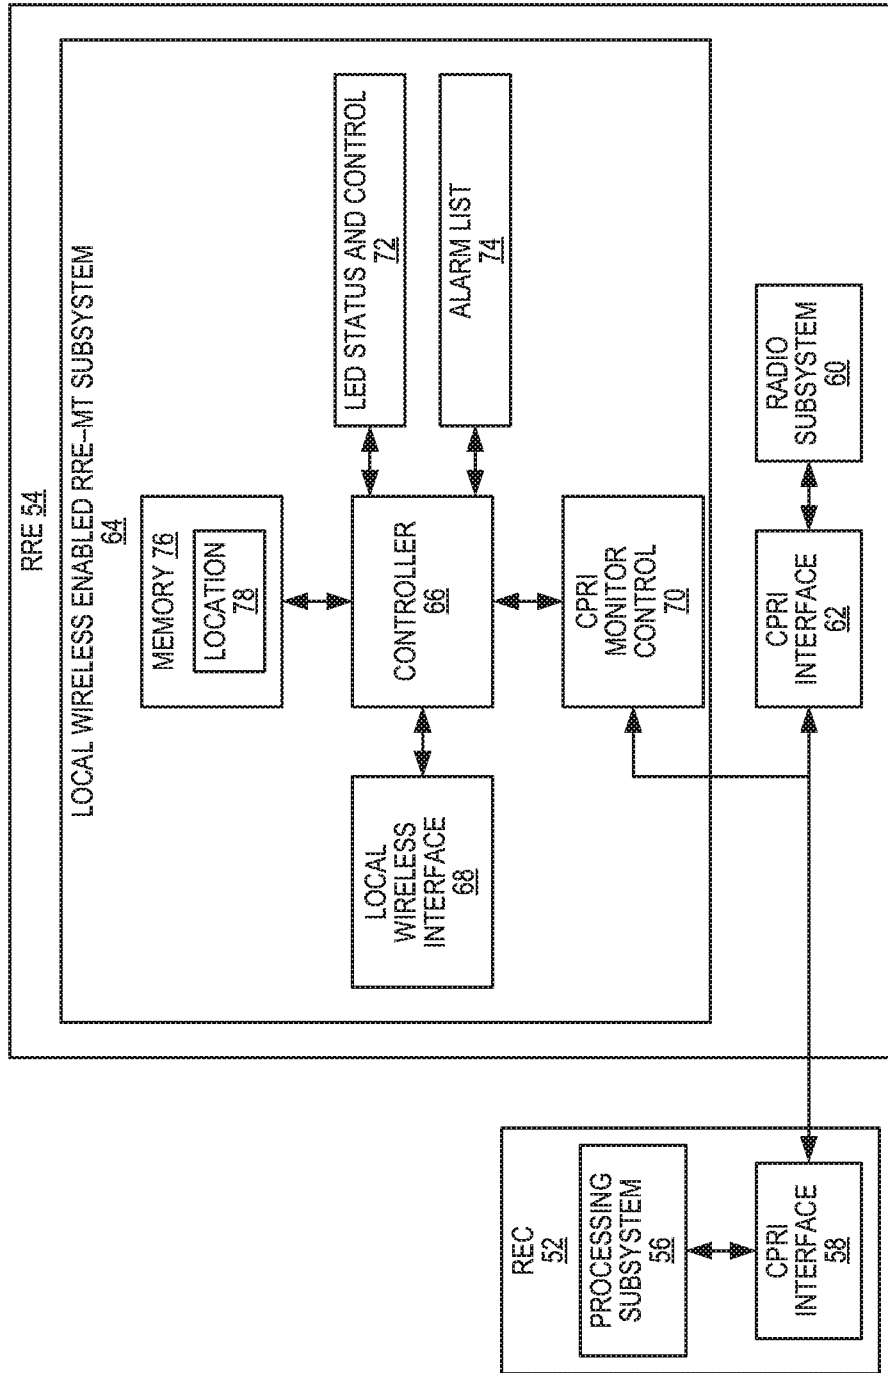 RRE 54
LOCAL WIRELESS ENABLED RRE-MT SUBSYSTEM
64
MEMORY 76
LOCATION
78
LED STATUS AND CONTROL
72
LOCAL
WIRELESS
INTERFACE
68
CONTROLLER
66
ALARM LIST
74
CPRI
MONITOR
CONTROL
70
REC
52
PROCESSING
SUBSYSTEM
56
CPRI
INTERFACE
58
CPRI
INTERFACE
62
RADIO
SUBSYSTEM
60